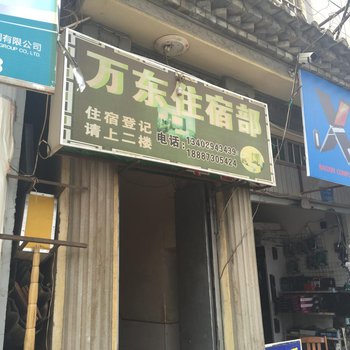 有限公司
GROUP CO., LTD.
万东住宿部
住宿登记
请上二楼
电话：13402943439
18887305424